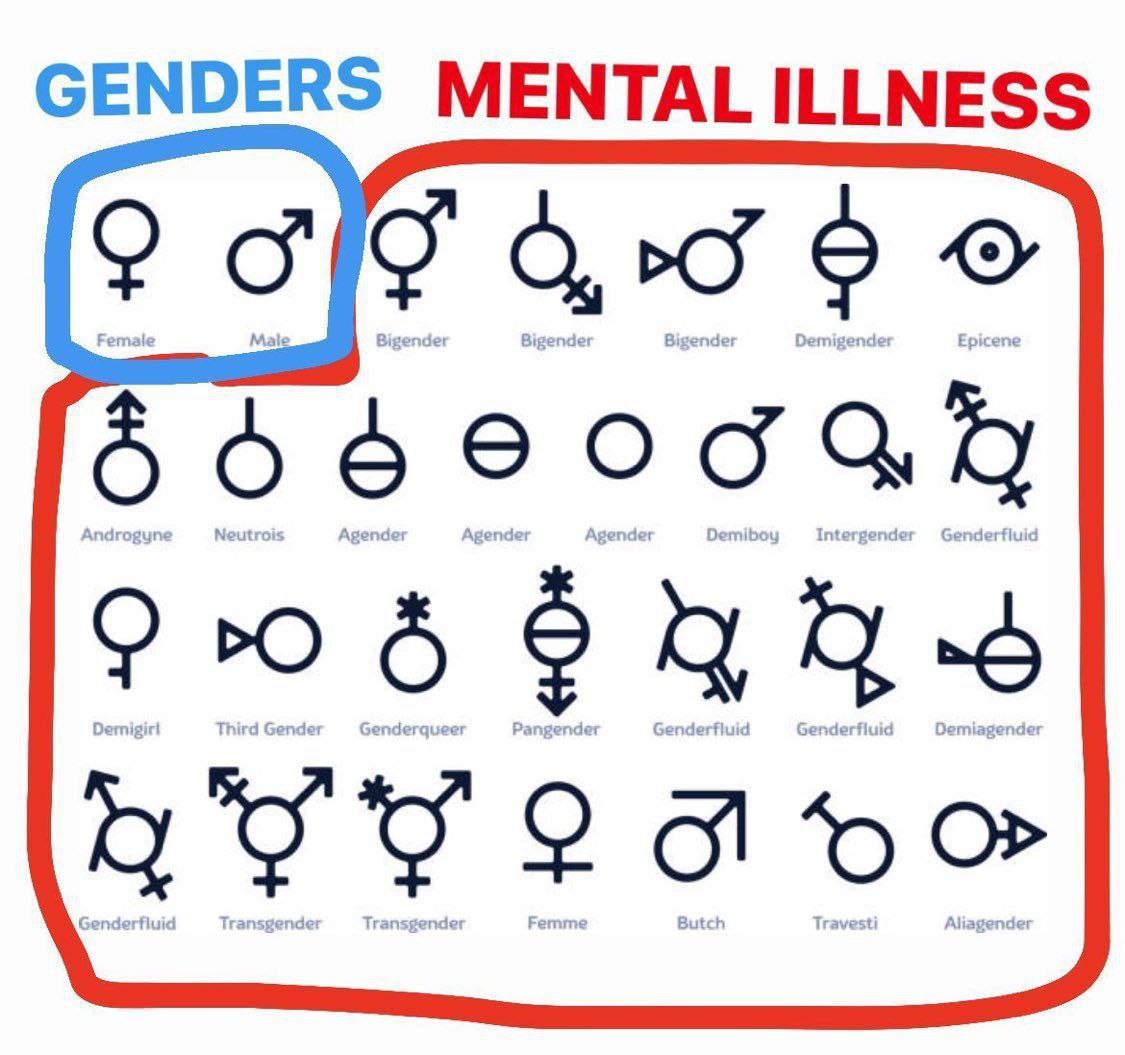 GENDERS MENTAL ILLNESS
Female Male Bigender Bigender Bigender Demigender Epicene
Androgyne Neutrois Agender Agender Agender Demiboy Intergender Genderfluid
Demigirl Third Gender Genderqueer Pangender Genderfluid Genderfluid Demiagender
Genderfluid Transgender Transgender Femme Butch Travesti Aliagender